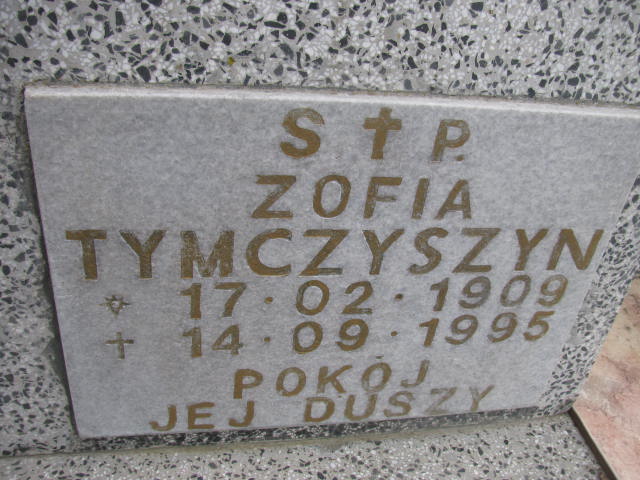 S✝P.
ZOFIA
TYMCZYSZYN
✡ 17·02·1909
✝ 14·09·1995
POKÓJ
JEJ DUSZY